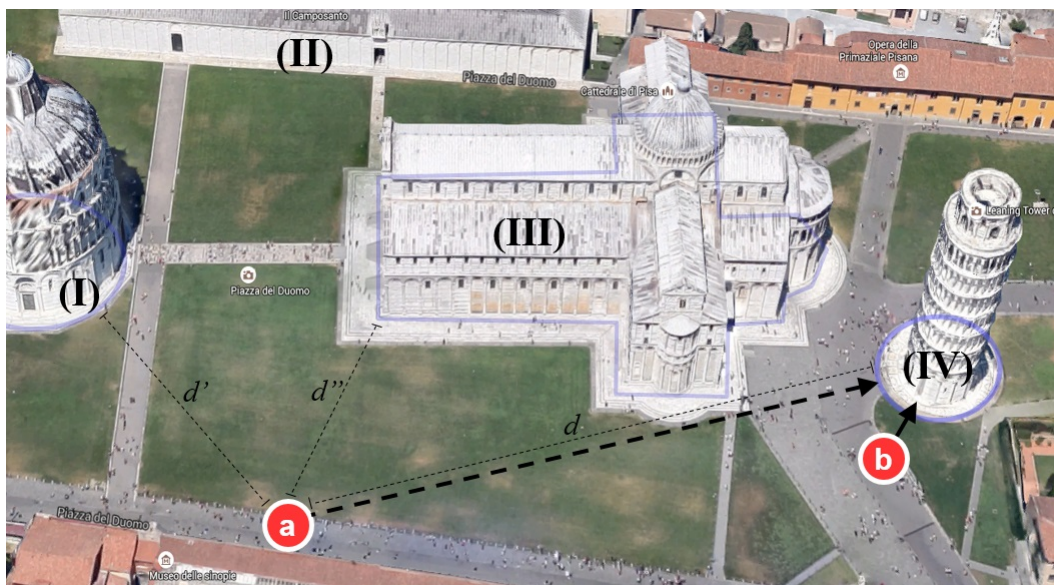 Il Camposanto
(II)
Opera della
Primaziale Pisana
Piazza del Duomo
Cattedrale di Pisa
Leaning Tower o
(III)
(I)
Piazza del Duomo
(IV)
d'
d''
d
b
a
Piazza del Duomo
Museo delle sinopie